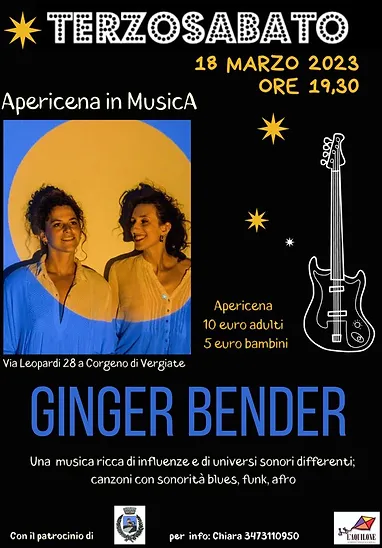 TERZOSABATO
18 MARZO 2023
ORE 19,30
Apericena in MusicA
Apericena
10 euro adulti
5 euro bambini
Via Leopardi 28 a Corgeno di Vergiate
GINGER BENDER
Una musica ricca di influenze e di universi sonori differenti;
canzoni con sonorità blues, funk, afro
Con il patrocinio di
per info: Chiara 3473110950
L'AQUILONE